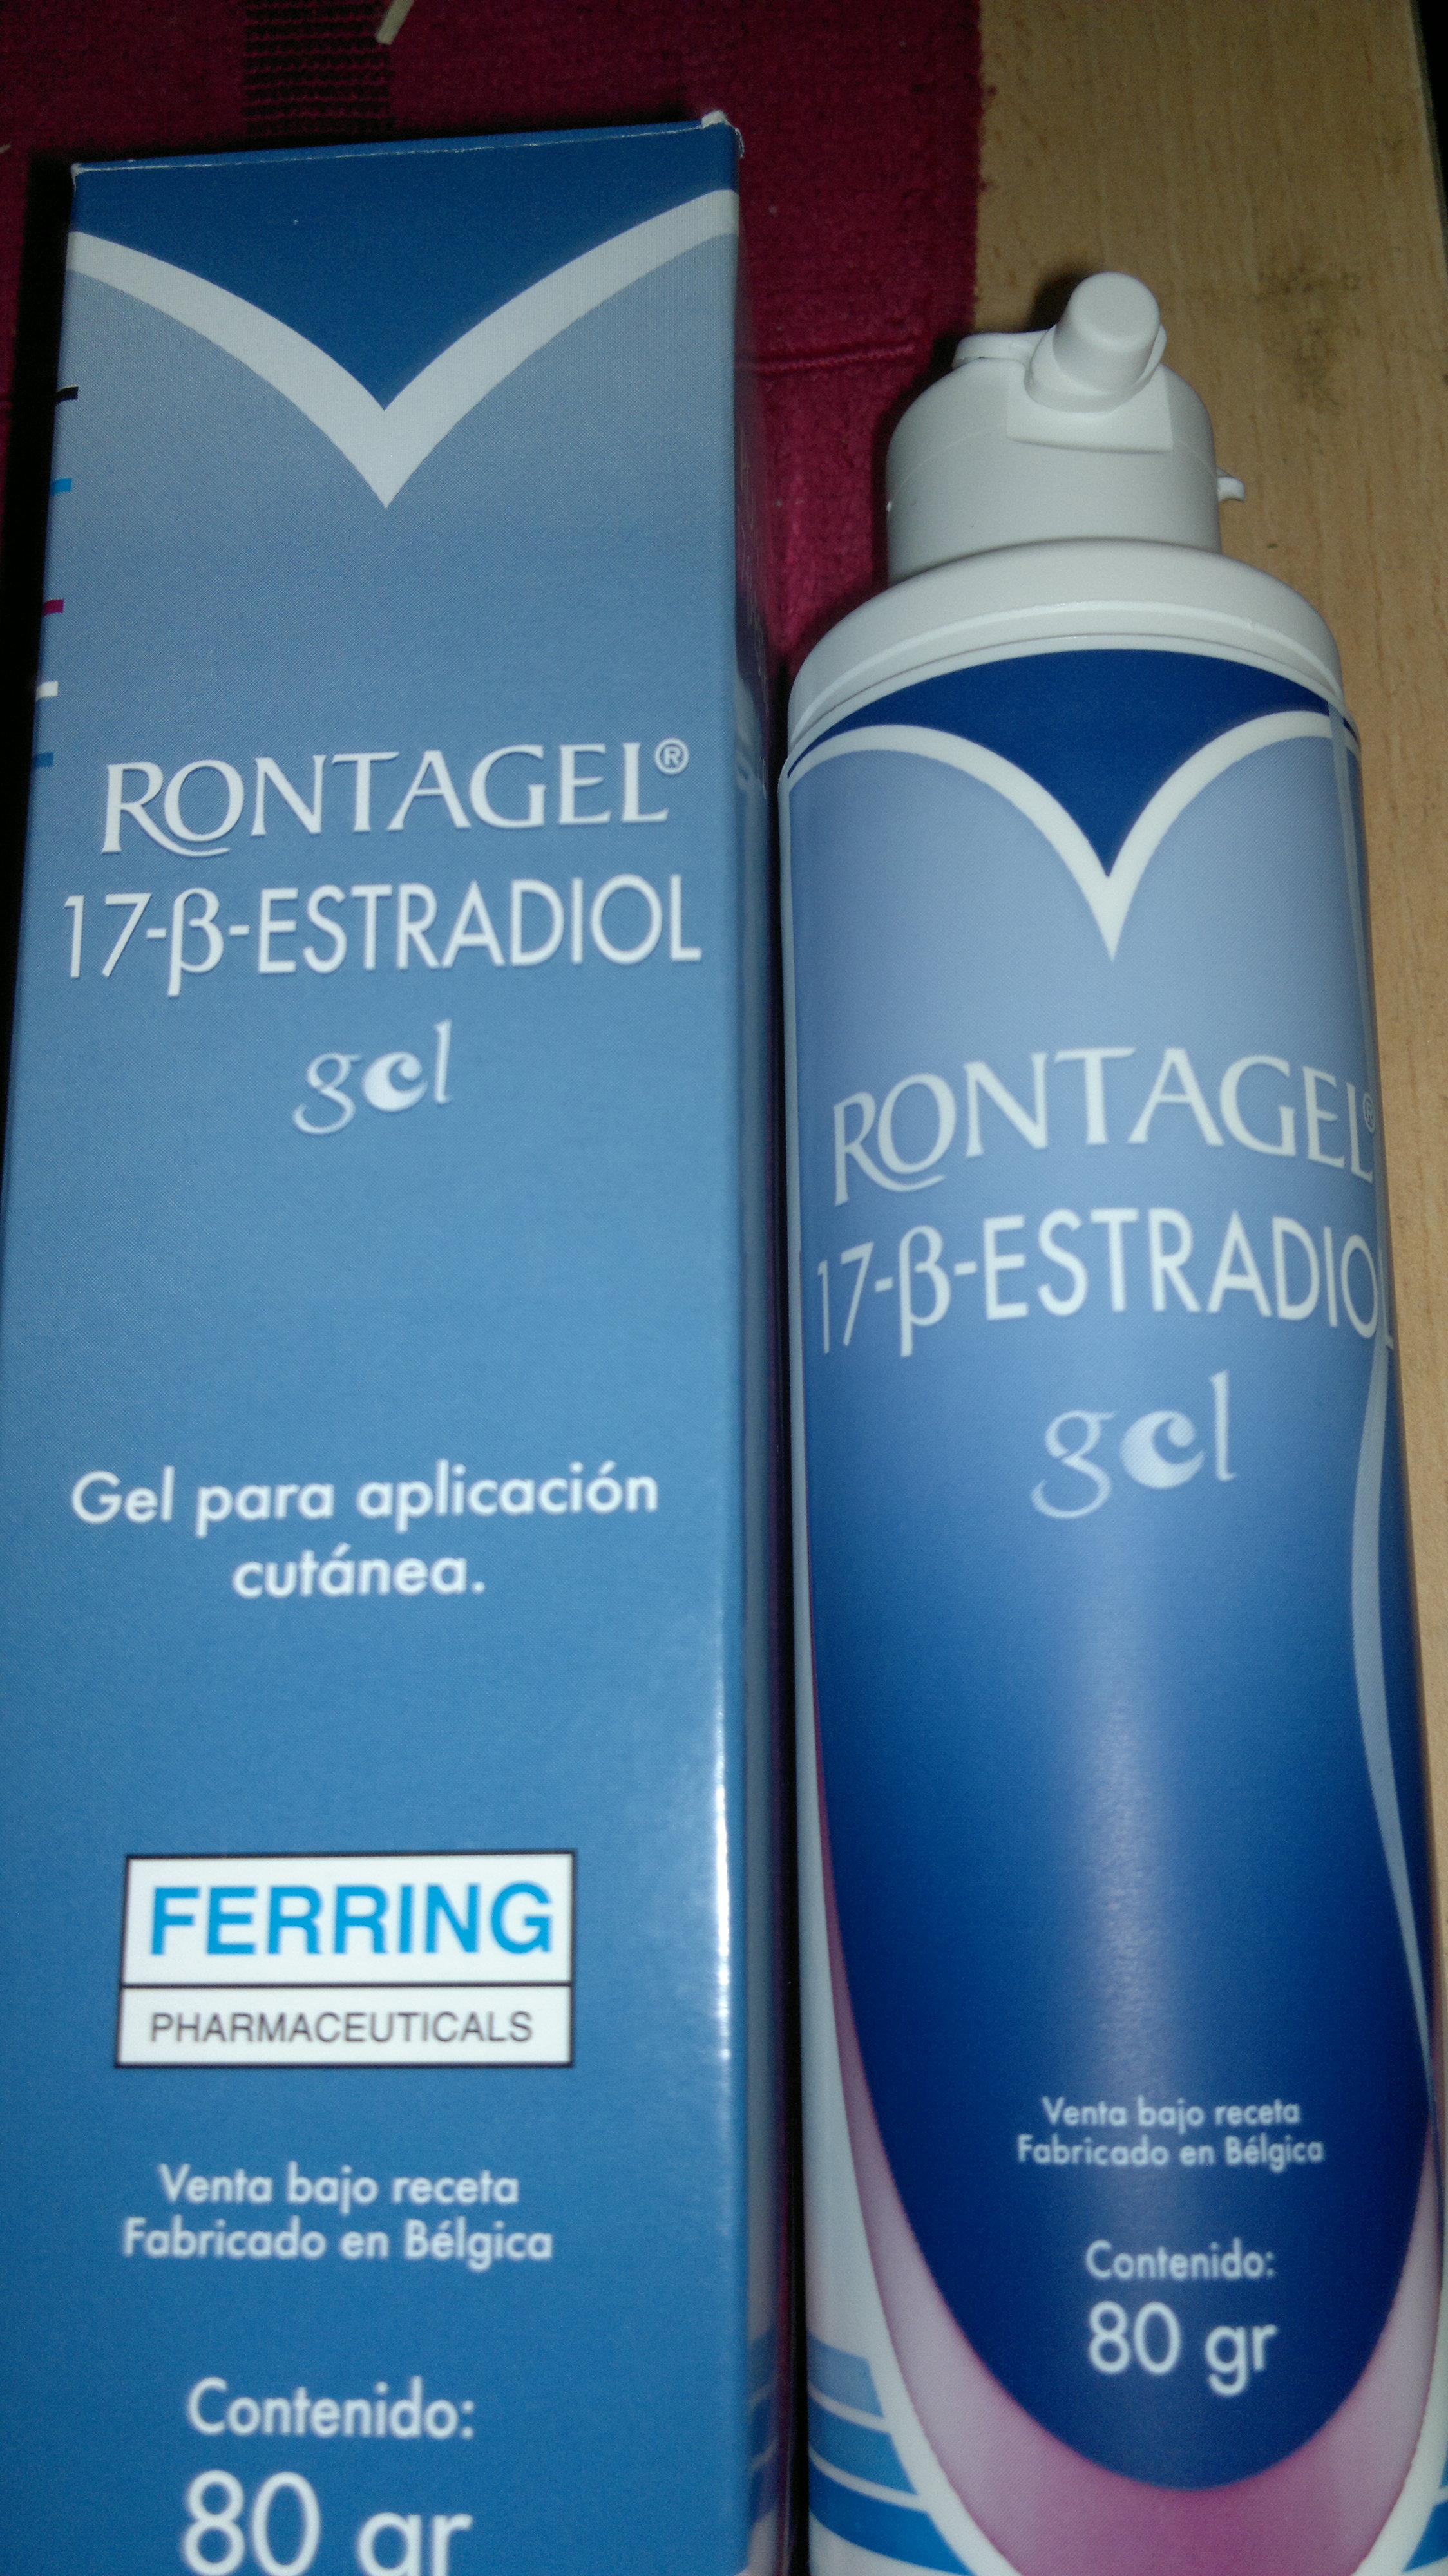 RONTAGEL®
17-β-ESTRADIOL
gel
Gel para aplicación
cutánea.
FERRING
PHARMACEUTICALS
Venta bajo receta
Fabricado en Bélgica
Contenido:
80 gr
RONTAGEL®
17-β-ESTRADIOL
gel
Venta bajo receta
Fabricado en Bélgica
Contenido:
80 gr